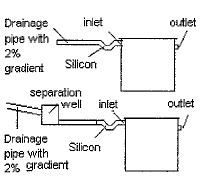 Drainage
pipe with
2%
gradient
inlet
outlet
Silicon
separation
well
inlet
outlet
Drainage
pipe with
2% gradient
Silicon